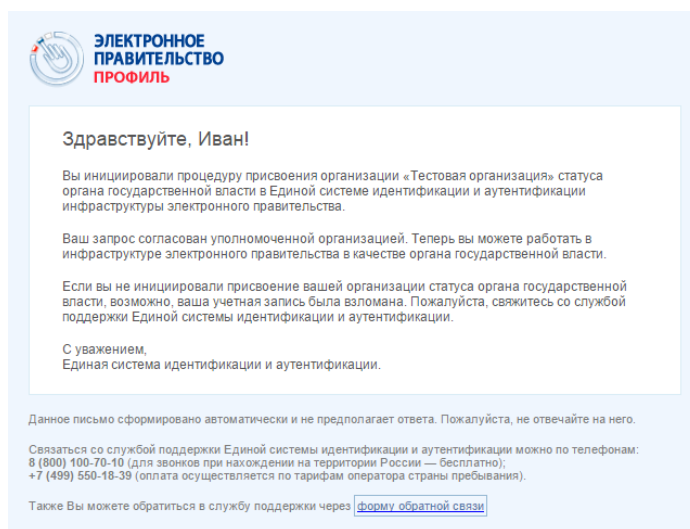 ЭЛЕКТРОННОЕ
ПРАВИТЕЛЬСТВО
ПРОФИЛЬ
Здравствуйте, Иван!
Вы инициировали процедуру присвоения организации «Тестовая организация» статуса
органа государственной власти в Единой системе идентификации и аутентификации
инфраструктуры электронного правительства.
Ваш запрос согласован уполномоченной организацией. Теперь вы можете работать в
инфраструктуре электронного правительства в качестве органа государственной власти.
Если вы не инициировали присвоение вашей организации статуса органа государственной
власти, возможно, ваша учетная запись была взломана. Пожалуйста, свяжитесь со службой
поддержки Единой системы идентификации и аутентификации.
С уважением,
Единая система идентификации и аутентификации.
Данное письмо сформировано автоматически и не предполагает ответа. Пожалуйста, не отвечайте на него.
Связаться со службой поддержки Единой системы идентификации и аутентификации можно по телефонам:
8 (800) 100-70-10 (для звонков при нахождении на территории России — бесплатно);
+7 (499) 550-18-39 (оплата осуществляется по тарифам оператора страны пребывания).
Также Вы можете обратиться в службу поддержки через форму обратной связи